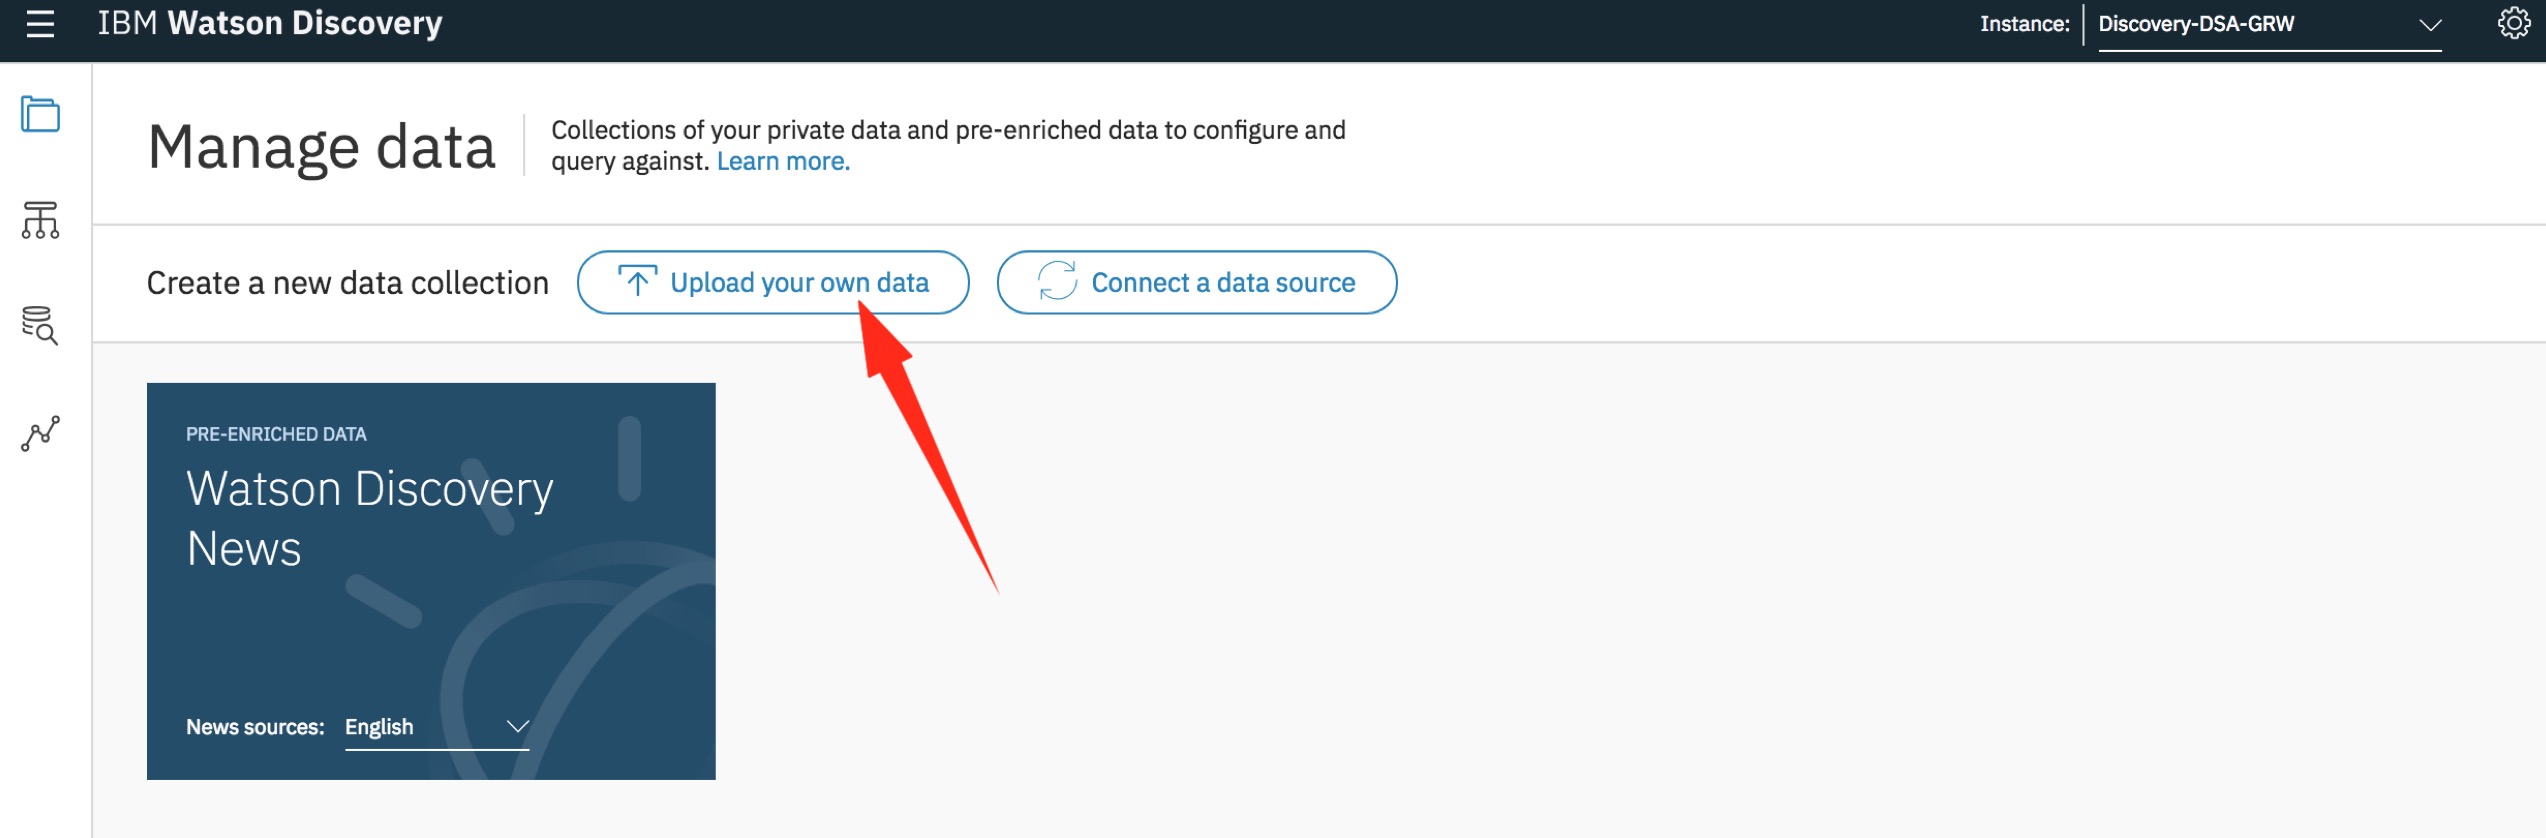 IBM Watson Discovery
Instance: Discovery-DSA-GRW
Manage data
Collections of your private data and pre-enriched data to configure and
query against. Learn more.
Create a new data collection
Upload your own data
Connect a data source
PRE-ENRICHED DATA
Watson Discovery
News
News sources: English